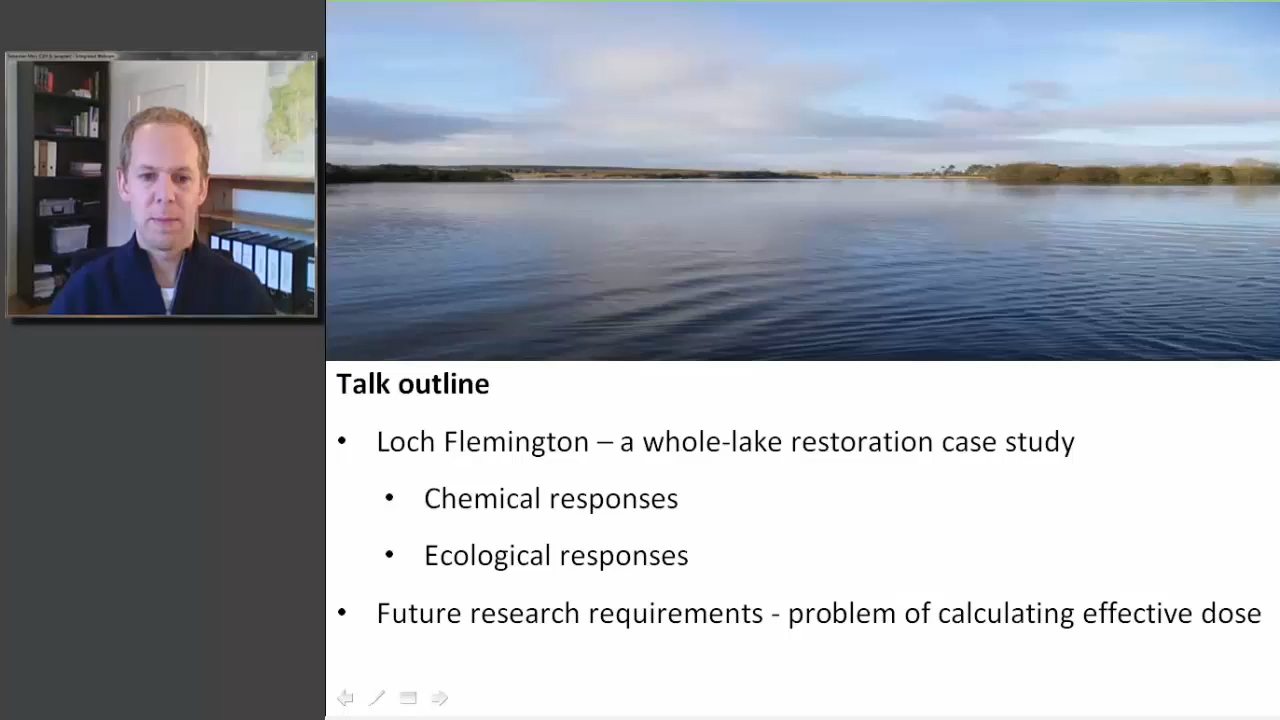 Talk outline
• Loch Flemington – a whole-lake restoration case study
• Chemical responses
• Ecological responses
• Future research requirements - problem of calculating effective dose